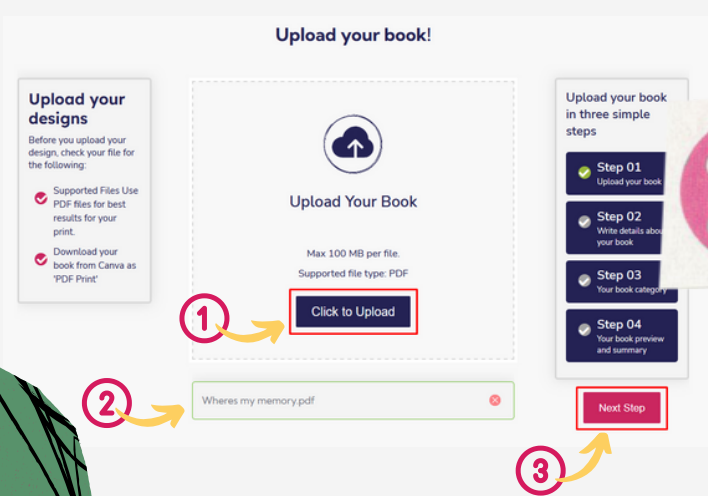 Upload your book!
Upload your
designs
Before you upload your
design, check your file for
the following:
Supported Files Use
PDF files for best
results for your
print.
Download your
book from Canva as
'PDF Print'
Upload Your Book
Max 100 MB per file.
Supported file type: PDF
1
Click to Upload
2
Wheres my memory.pdf
Upload your book
in three simple
steps
Step 01
Upload your book
Step 02
Write details abou
your book
Step 03
Your book category
Step 04
Your book preview
and summary
Next Step
3